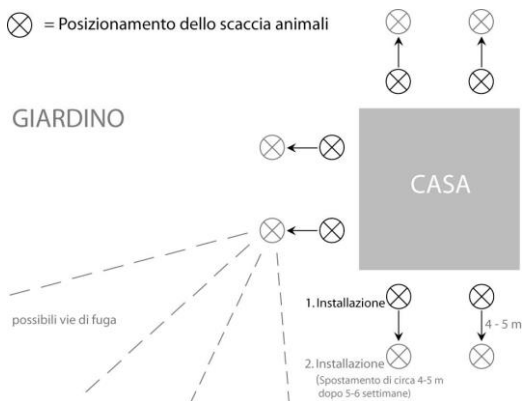 = Posizionamento dello scaccia animali
GIARDINO
CASA
1. Installazione
4 - 5 m
possibili vie di fuga
2. Installazione
(Spostamento di circa 4-5 m
dopo 5-6 settimane)